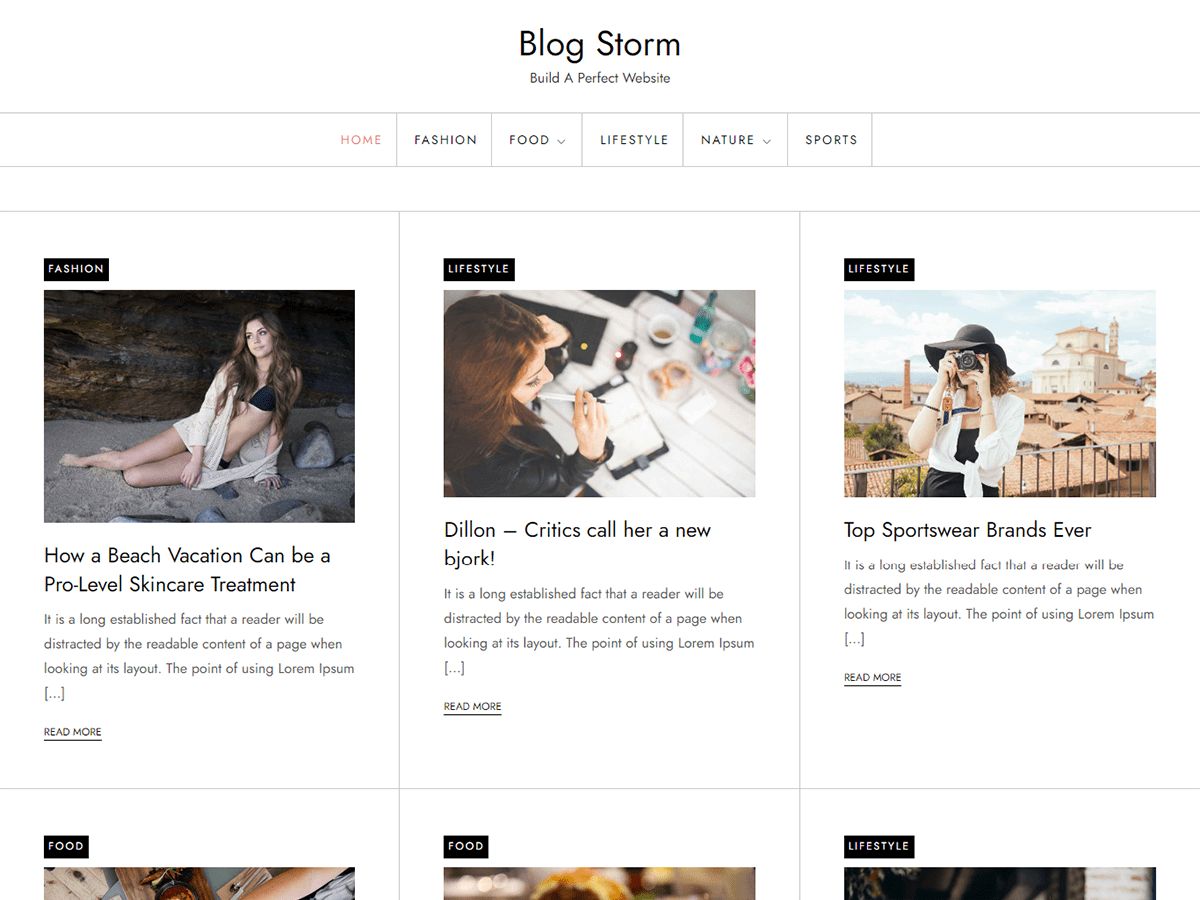 Blog Storm
Build A Perfect Website
HOME FASHION FOOD LIFESTYLE NATURE SPORTS
FASHION
How a Beach Vacation Can be a
Pro-Level Skincare Treatment
It is a long established fact that a reader will be
distracted by the readable content of a page when
looking at its layout. The point of using Lorem Ipsum
[…]
READ MORE
LIFESTYLE
Dillon – Critics call her a new
bjork!
It is a long established fact that a reader will be
distracted by the readable content of a page when
looking at its layout. The point of using Lorem Ipsum
[…]
READ MORE
LIFESTYLE
Top Sportswear Brands Ever
It is a long established fact that a reader will be
distracted by the readable content of a page when
looking at its layout. The point of using Lorem Ipsum
[…]
READ MORE
FOOD
FOOD
LIFESTYLE